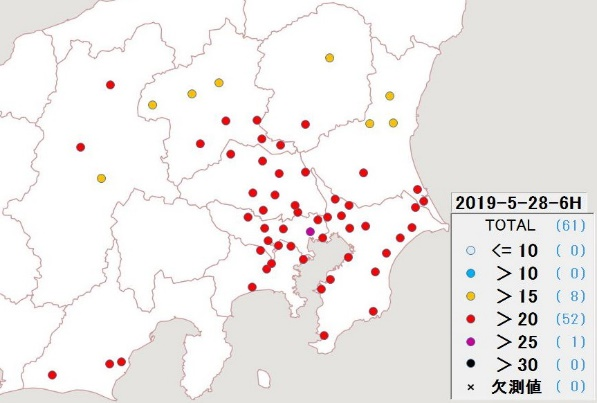 2019-5-28-6H
TOTAL (61)
<= 10 ( 0)
> 10 ( 0)
> 15 ( 8)
> 20 (52)
> 25 ( 1)
> 30 ( 0)
× 欠測値 ( 0)